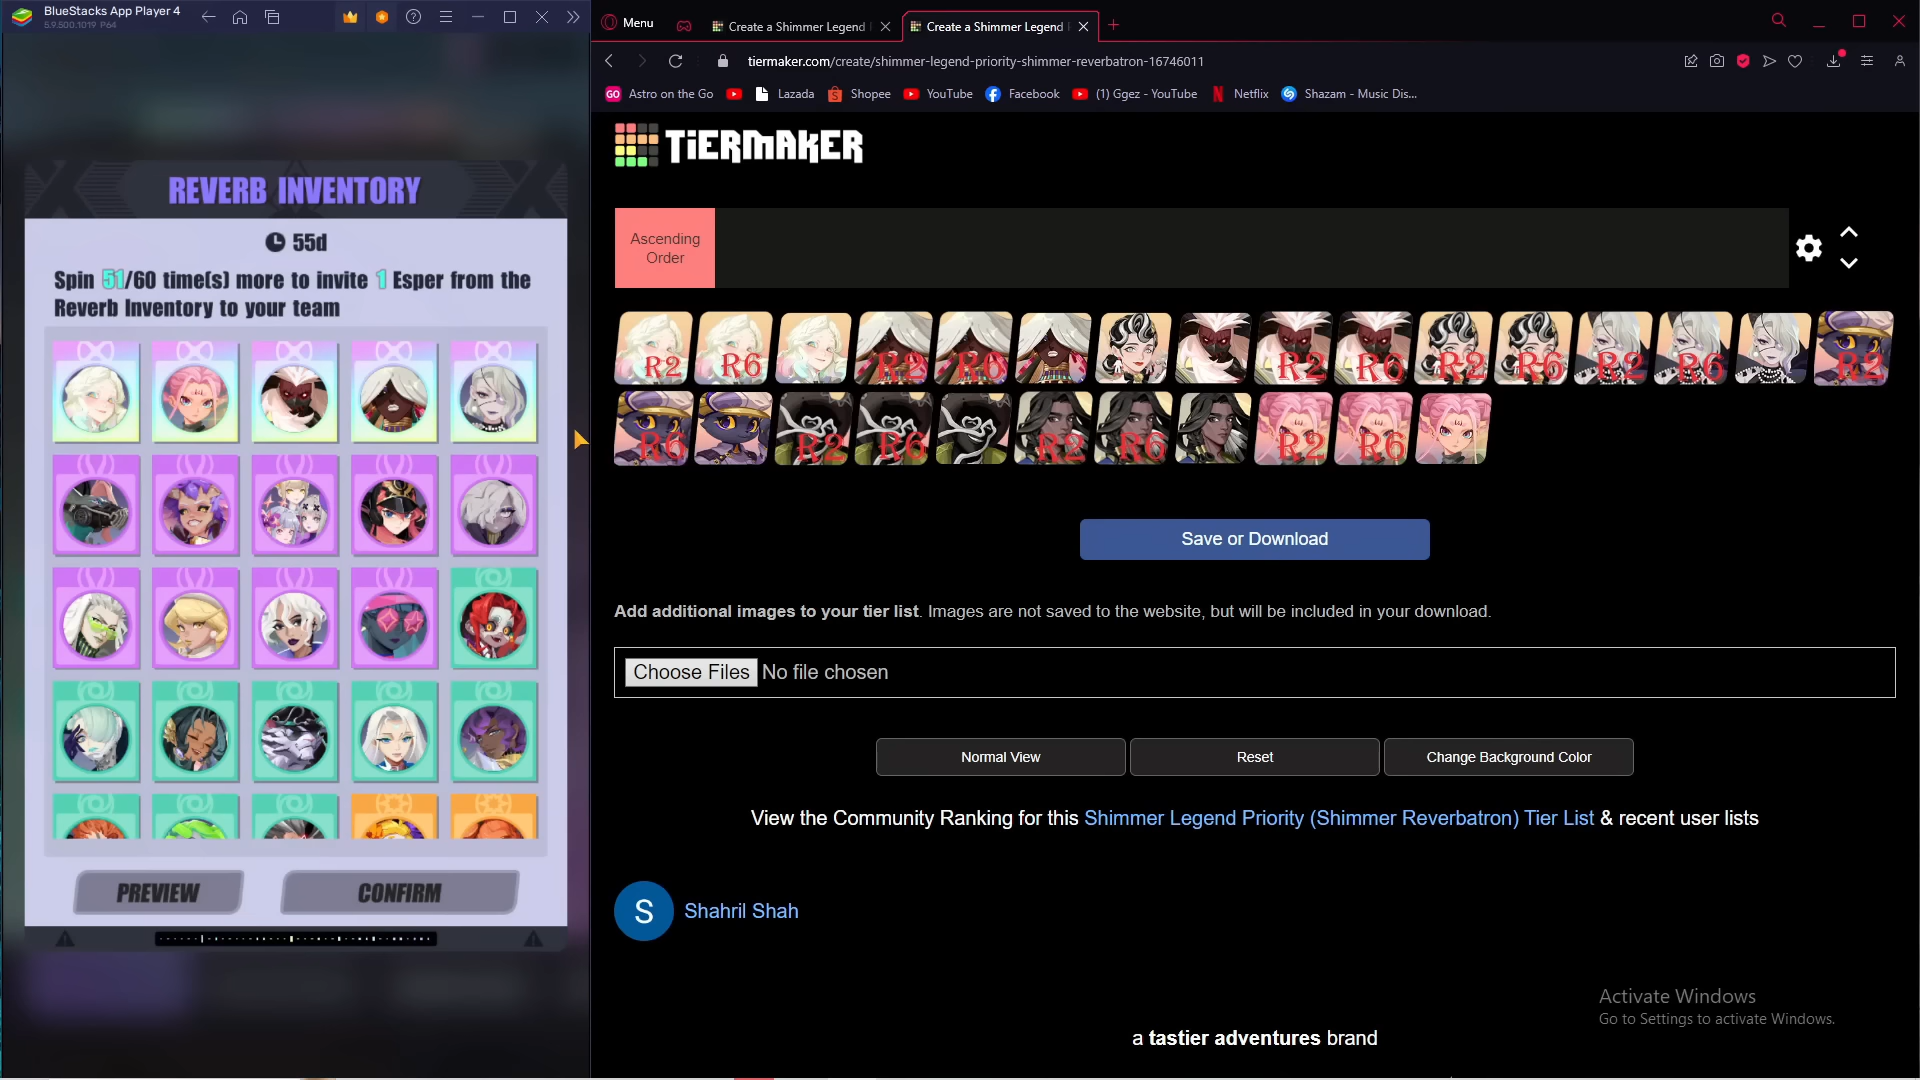 BlueStacks App Player 4
5.9.500.1019 P64
REVERB INVENTORY
55d
Spin 51/60 time(s) more to invite 1 Esper from the
Reverb Inventory to your team
PREVIEW
CONFIRM
Menu
Create a Shimmer Legend
Create a Shimmer Legend
tiermaker.com/create/shimmer-legend-priority-shimmer-reverbatron-16746011
GO Astro on the Go
Lazada
Shopee
YouTube
Facebook
(1) Ggez - YouTube
Netflix
Shazam - Music Dis...
TiERMAKER
Ascending
Order
R2 R6 R2 R6 R2 R6 R2 R6 R2 R6 R2
R6 R2 R6 R2 R6 R2 R6
Save or Download
Add additional images to your tier list. Images are not saved to the website, but will be included in your download.
Choose Files No file chosen
Normal View
Reset
Change Background Color
View the Community Ranking for this Shimmer Legend Priority (Shimmer Reverbatron) Tier List & recent user lists
S Shahril Shah
Activate Windows
Go to Settings to activate Windows.
a tastier adventures brand